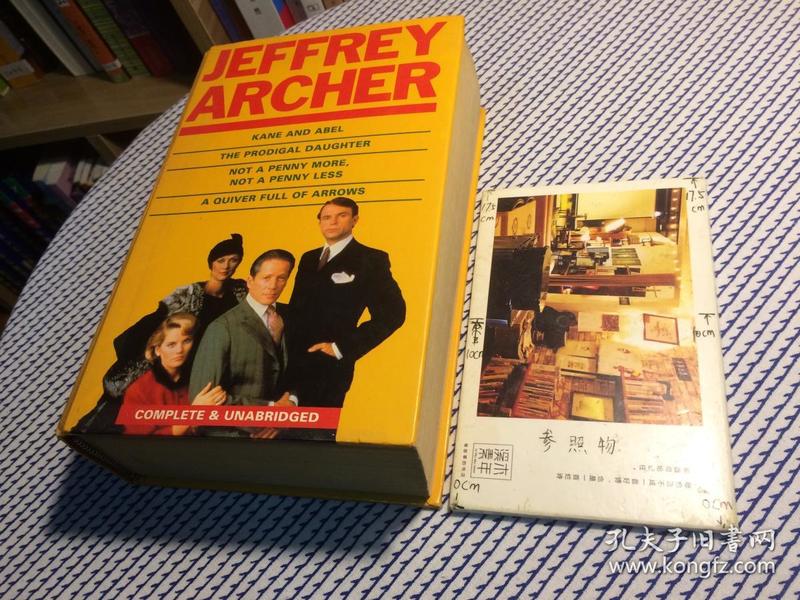 JEFFREY
ARCHER
KANE AND ABEL
THE PRODIGAL DAUGHTER
NOT A PENNY MORE,
NOT A PENNY LESS
A QUIVER FULL OF ARROWS
COMPLETE & UNABRIDGED
17.5
cm
17.5
cm
10cm
10cm
参照物
0cm
0cm
孔夫子旧书网
www.kongfz.com